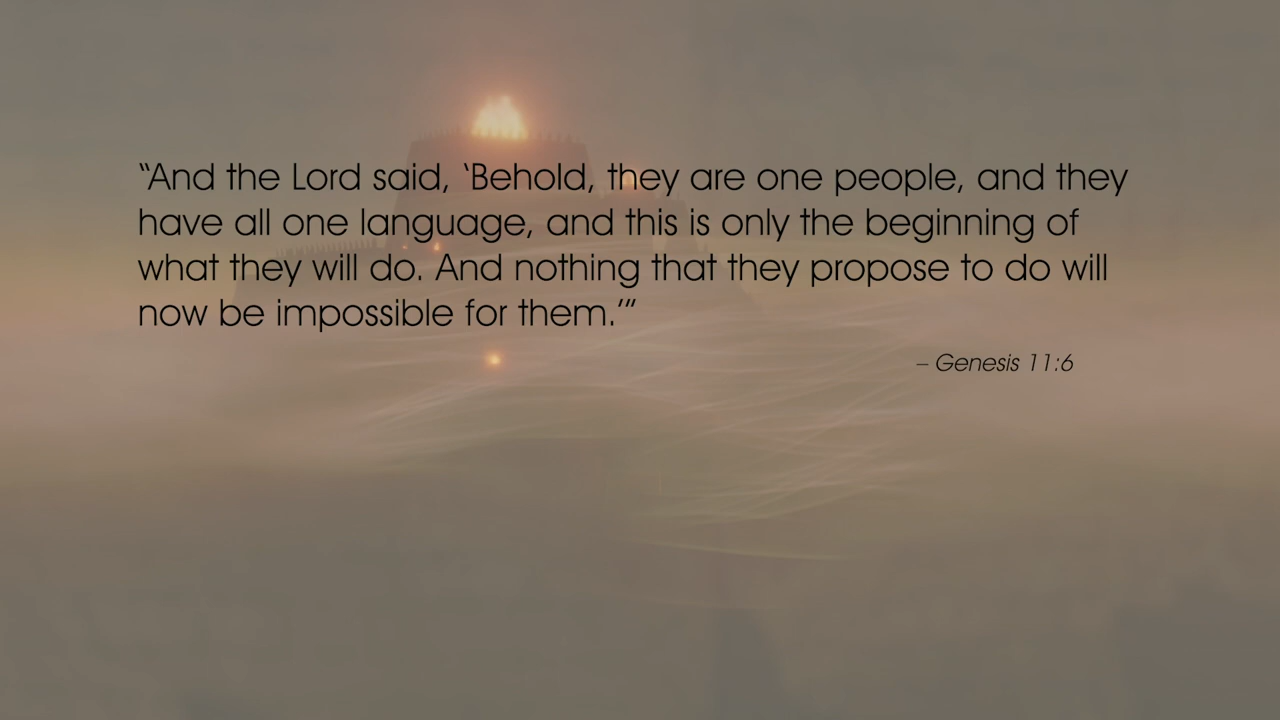 “And the Lord said, ‘Behold, they are one people, and they
have all one language, and this is only the beginning of
what they will do. And nothing that they propose to do will
now be impossible for them.’”
– Genesis 11:6